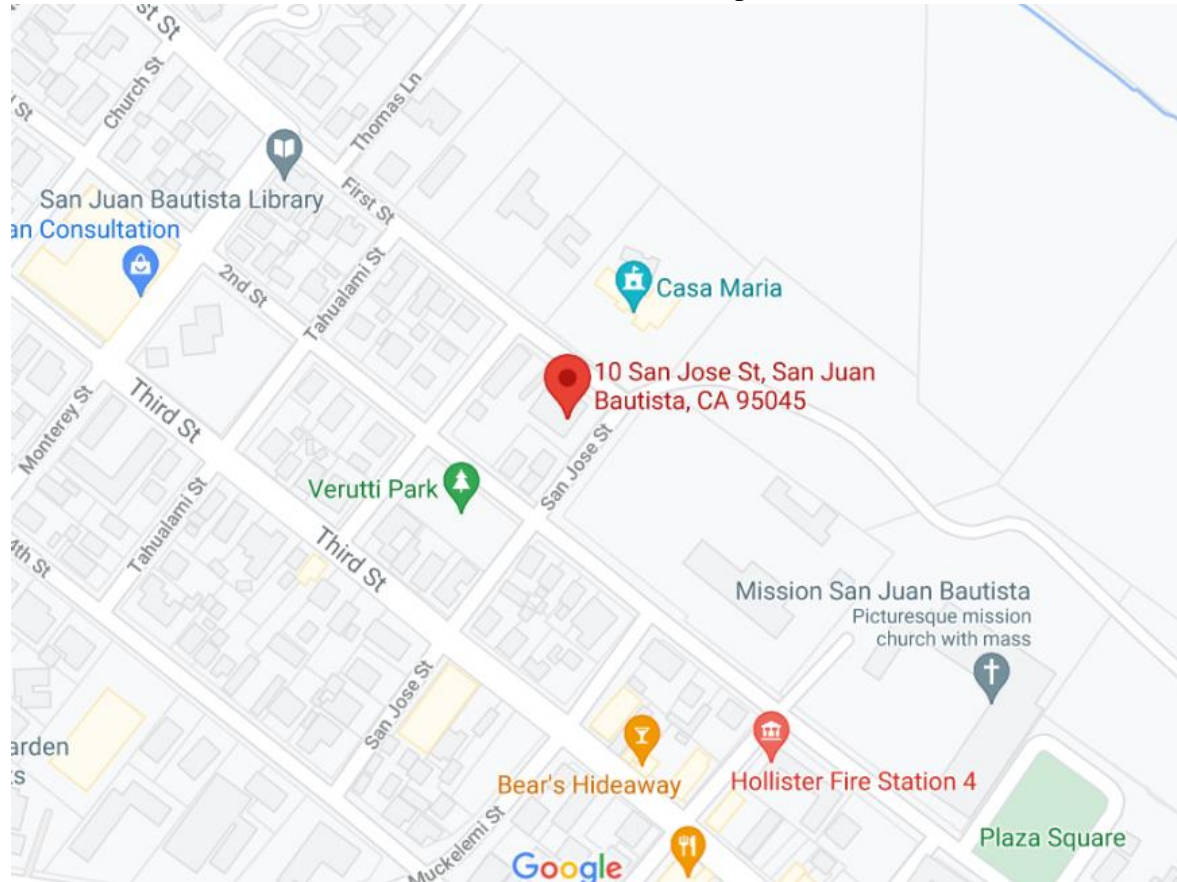 st St
Church St
St
Thomas Ln
San Juan Bautista Library
an Consultation
First St
2nd St
Tahualami St
Casa Maria
10 San Jose St, San Juan
Bautista, CA 95045
Third St
Monterey St
Verutti Park
San Jose St
Tahualami St
Third St
4th St
Mission San Juan Bautista
Picturesque mission
church with mass
San Jose St
arden
ts
Bear's Hideaway
Hollister Fire Station 4
Muckelemi St
Plaza Square
Google